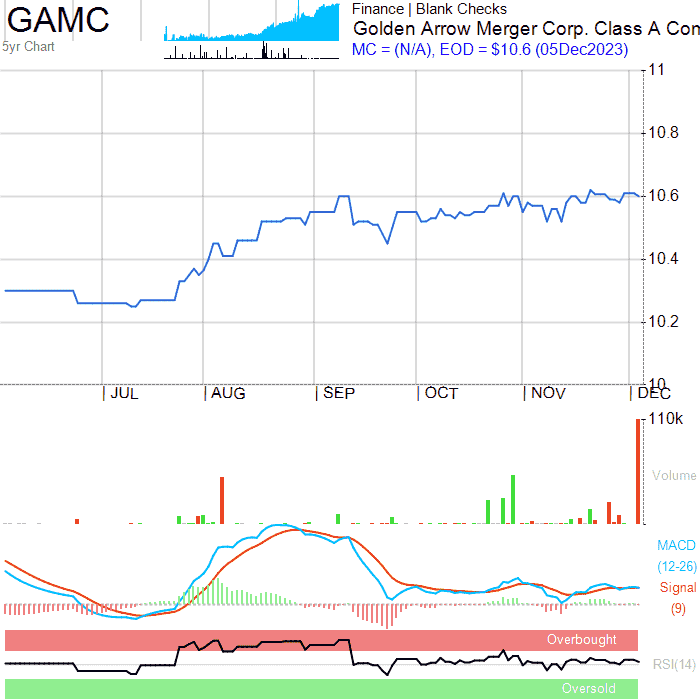 GAMC
5yr Chart
Finance | Blank Checks
Golden Arrow Merger Corp. Class A Con
MC = (N/A), EOD = $10.6 (05Dec2023)
11
10.8
10.6
10.4
10.2
10
JUL AUG SEP OCT NOV DEC
110k
Volume
MACD
(12-26)
Signal
(9)
Overbought
RSI(14)
Oversold